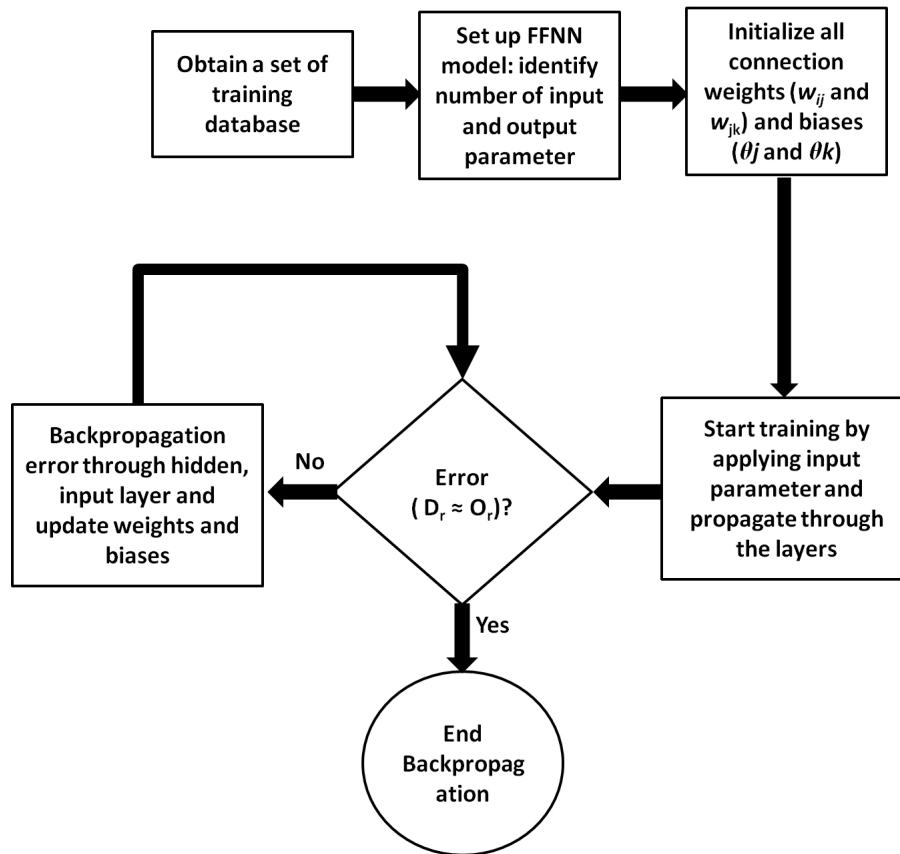 Obtain a set of
training
database
Set up FFNN
model: identify
number of input
and output
parameter
Initialize all
connection
weights (wij and
wjk) and biases
(θj and θk)
Start training by
applying input
parameter and
propagate through
the layers
Error
( Dr ≈ Or)?
No
Backpropagation
error through hidden,
input layer and
update weights and
biases
Yes
End
Backpropag
ation